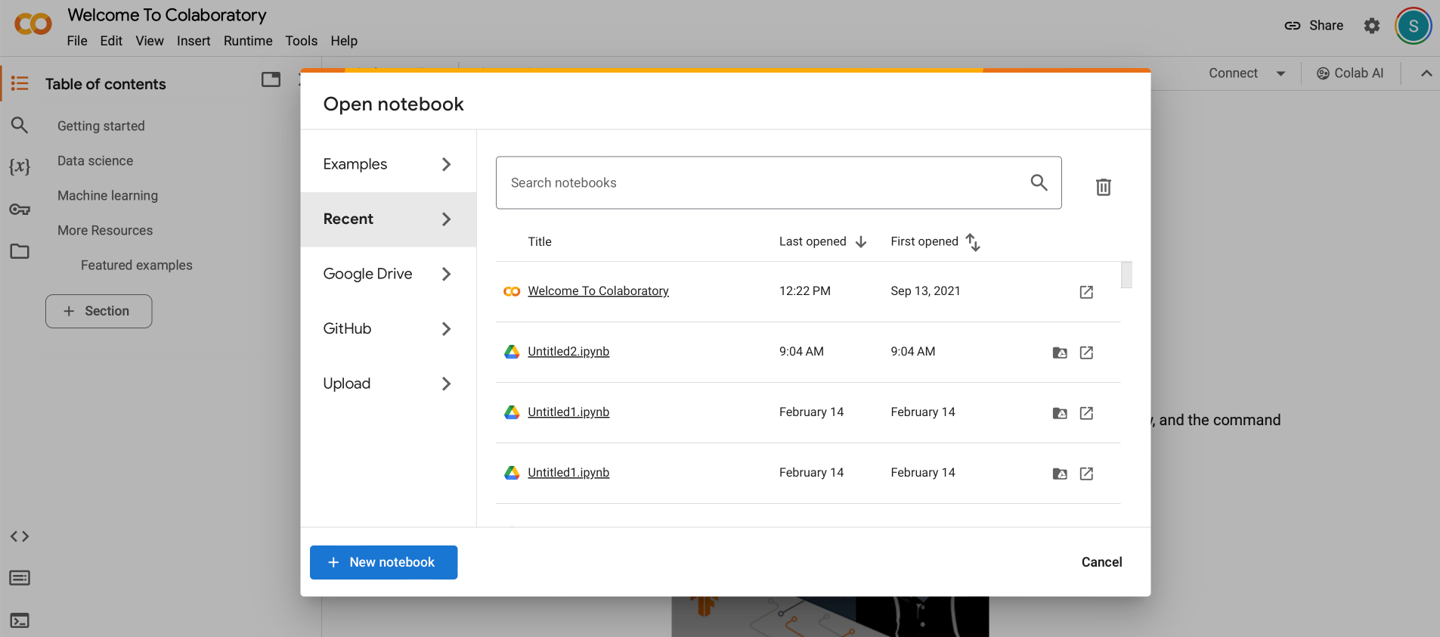 Welcome To Colaboratory
File Edit View Insert Runtime Tools Help
Share
S
Table of contents
Getting started
Data science
Machine learning
More Resources
Featured examples
+ Section
{x}
Connect
Colab AI
Open notebook
Examples
Recent
Google Drive
GitHub
Upload
Search notebooks
Title Last opened First opened
Welcome To Colaboratory 12:22 PM Sep 13, 2021
Untitled2.ipynb 9:04 AM 9:04 AM
Untitled1.ipynb February 14 February 14
Untitled1.ipynb February 14 February 14
, and the command
+ New notebook
Cancel